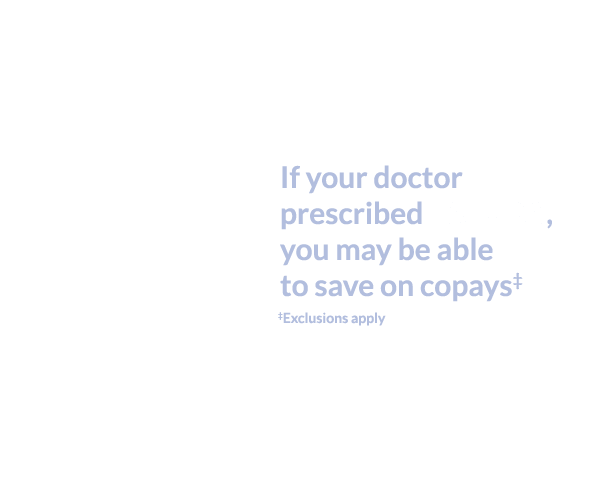 If your doctor
prescribed ,
you may be able
to save on copays‡
‡Exclusions apply